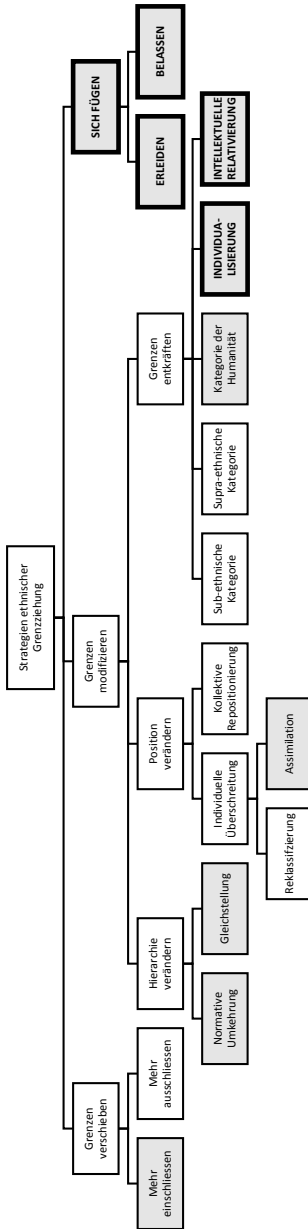 Strategien ethnischer
Grenzziehung
Grenzen
verschieben
Grenzen
modifizieren
SICH FÜGEN
Mehr
einschliessen
Mehr
ausschliessen
Hierarchie
verändern
Position
verändern
Grenzen
entkräften
ERLEIDEN
BELASSEN
Normative
Umkehrung
Gleichstellung
Individuelle
Überschreitung
Kollektive
Repositionierung
Sub-ethnische
Kategorie
Supra-ethnische
Kategorie
Kategorie der
Humanität
INDIVIDUA-
LISIERUNG
INTELLEKTUELLE
RELATIVIERUNG
Reklassifzierung
Assimilation